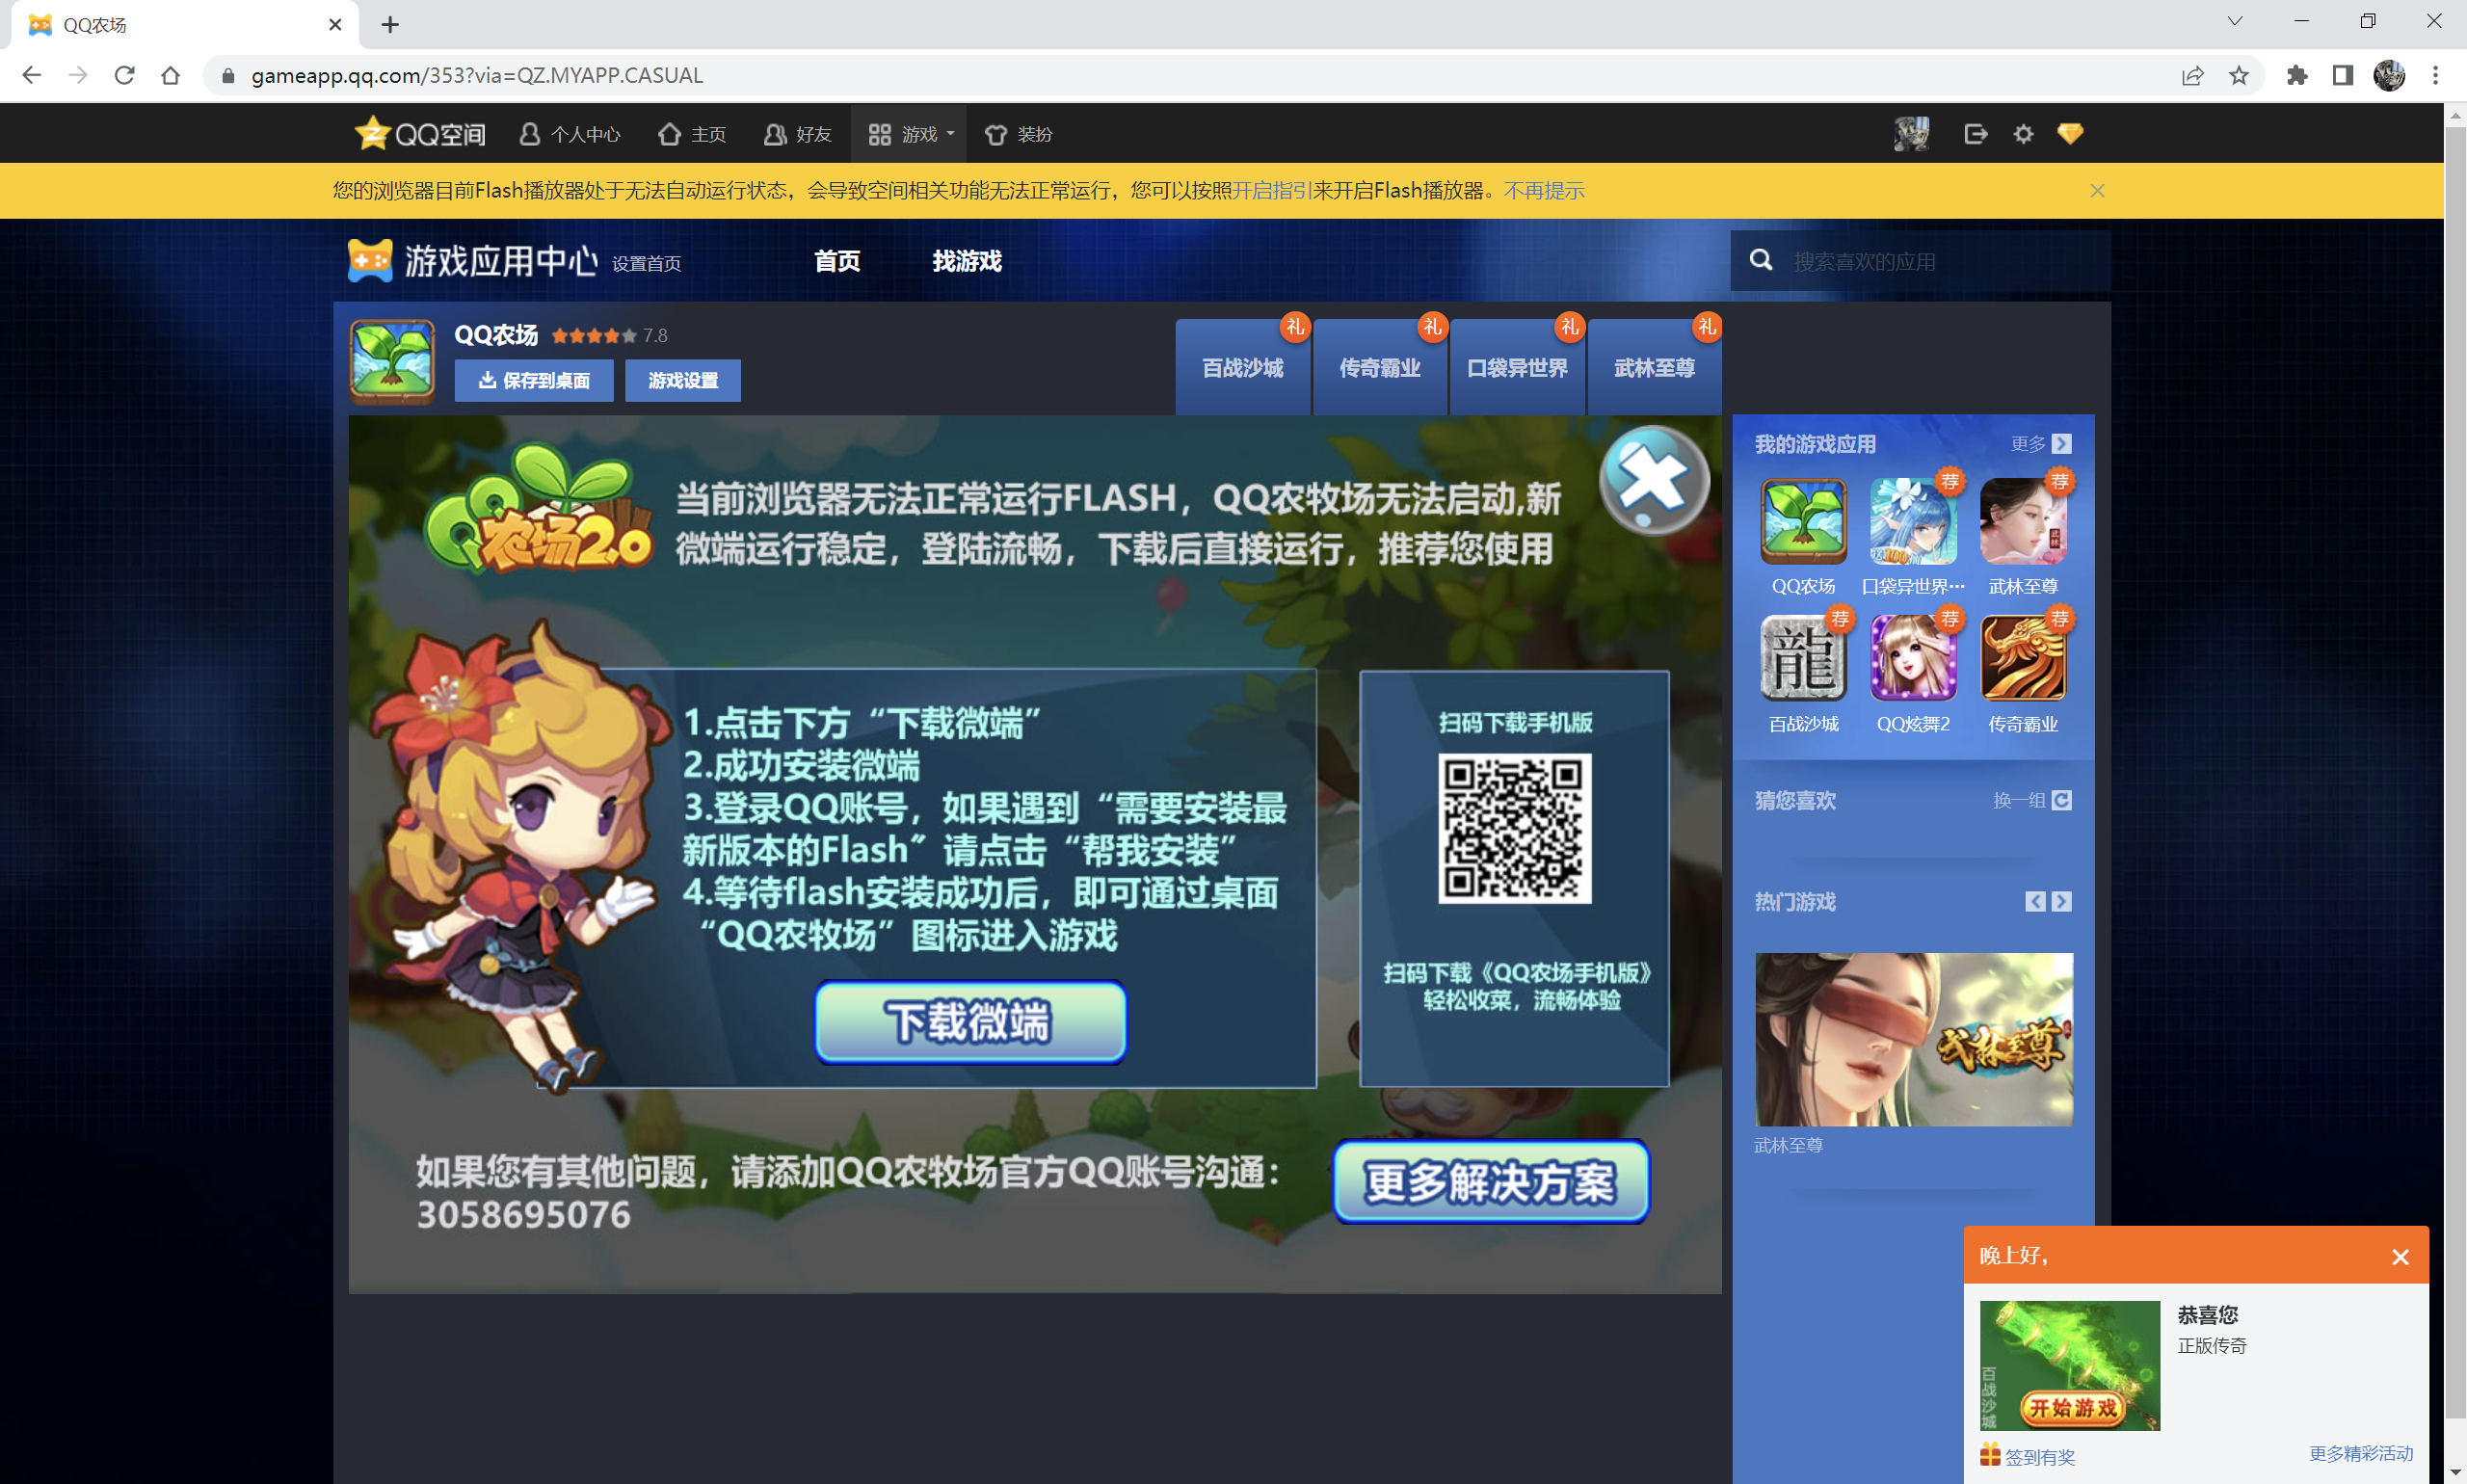 QQ农场
gameapp.qq.com/353?via=QZ.MYAPP.CASUAL
QQ空间 个人中心 主页 好友 游戏 装扮
您的浏览器目前Flash播放器处于无法自动运行状态，会导致空间相关功能无法正常运行，您可以按照开启指引来开启Flash播放器。不再提示
游戏应用中心 设置首页 首页 找游戏 搜索喜欢的应用
QQ农场 7.8
保存到桌面 游戏设置
礼 礼 礼 礼
百战沙城 传奇霸业 口袋异世界 武林至尊
QQ农场2.0
当前浏览器无法正常运行FLASH，QQ农牧场无法启动,新
微端运行稳定，登陆流畅，下载后直接运行，推荐您使用
1.点击下方“下载微端”
2.成功安装微端
3.登录QQ账号，如果遇到“需要安装最
新版本的Flash”请点击“帮我安装”
4.等待flash安装成功后，即可通过桌面
“QQ农牧场”图标进入游戏
下载微端
扫码下载手机版
扫码下载《QQ农场手机版》
轻松收菜，流畅体验
如果您有其他问题，请添加QQ农牧场官方QQ账号沟通：
3058695076
更多解决方案
我的游戏应用 更多
荐 荐
武林
QQ农场 口袋异世界… 武林至尊
荐 荐 荐
龍
百战沙城 QQ炫舞2 传奇霸业
猜您喜欢 换一组
热门游戏
武林至尊
武林至尊
晚上好，
恭喜您
正版传奇
百战沙城
开始游戏
签到有奖 更多精彩活动